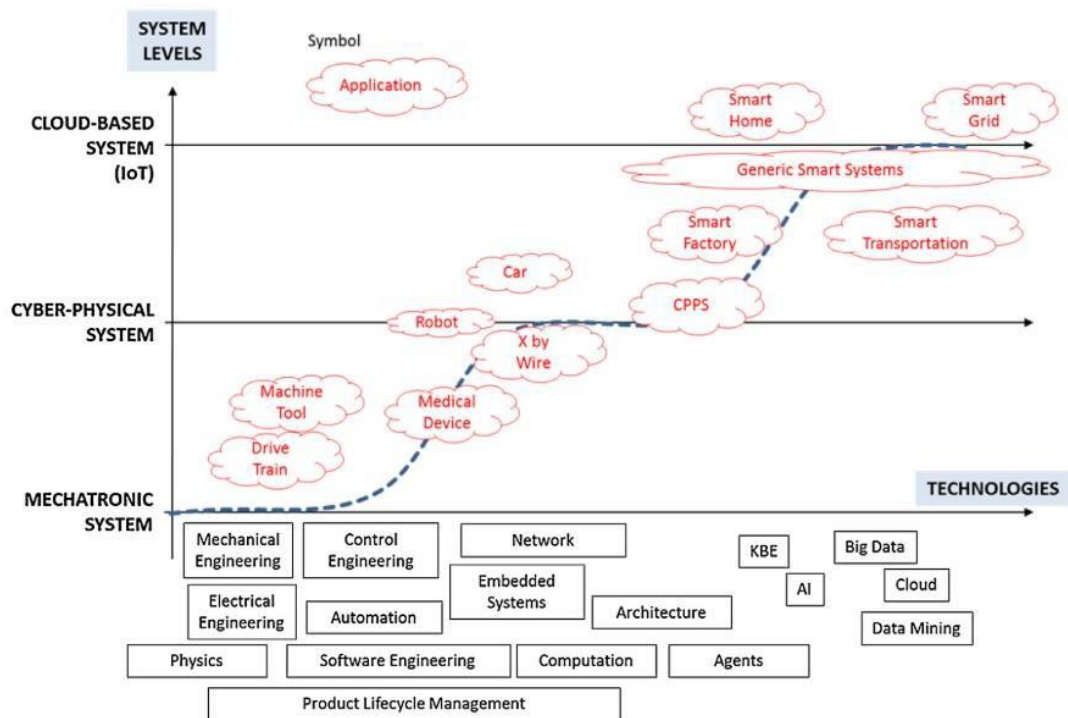 SYSTEM
LEVELS
Symbol
Application
CLOUD-BASED
SYSTEM
(IoT)
Smart
Home
Smart
Grid
Generic Smart Systems
Smart
Factory
Smart
Transportation
Car
CYBER-PHYSICAL
SYSTEM
Robot
CPPS
X by
Wire
Machine
Tool
Medical
Device
Drive
Train
MECHATRONIC
SYSTEM
TECHNOLOGIES
Mechanical
Engineering
Control
Engineering
Network
KBE
Big Data
Electrical
Engineering
Automation
Embedded
Systems
Architecture
AI
Cloud
Data Mining
Physics
Software Engineering
Computation
Agents
Product Lifecycle Management